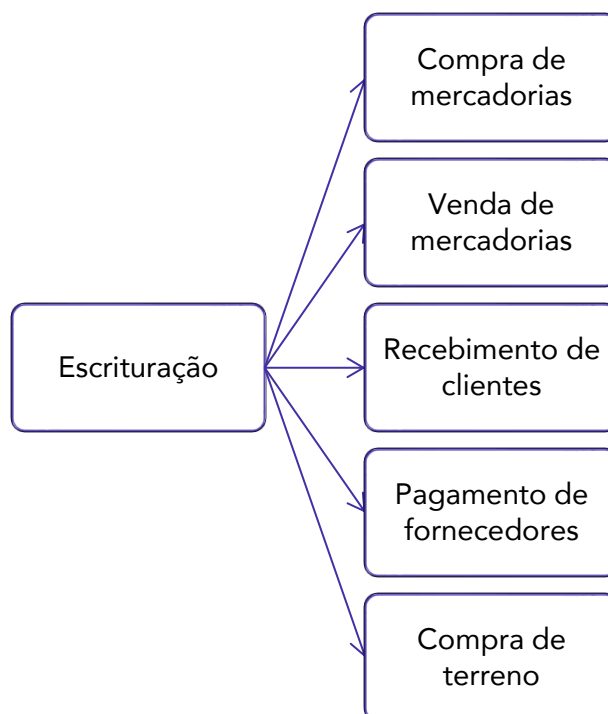 Compra de
mercadorias
Venda de
mercadorias
Escrituração
Recebimento de
clientes
Pagamento de
fornecedores
Compra de
terreno